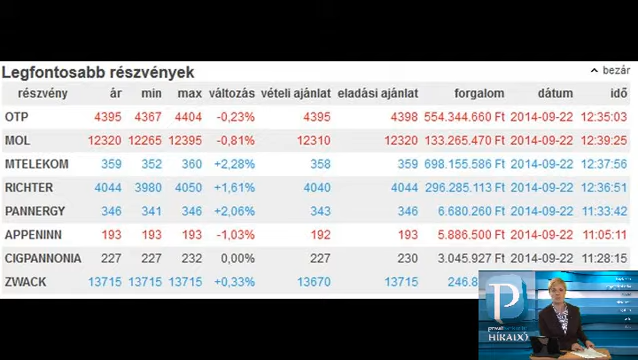 Legfontosabb részvények
bezár
részvény ár min max változás vételi ajánlat eladási ajánlat forgalom dátum idő
OTP 4395 4367 4404 -0,23% 4395 4398 554.344.660 Ft 2014-09-22 12:35:03
MOL 12320 12265 12395 -0,81% 12310 12320 133.265.470 Ft 2014-09-22 12:39:25
MTELEKOM 359 352 360 +2,28% 358 359 698.155.586 Ft 2014-09-22 12:37:56
RICHTER 4044 3980 4050 +1,61% 4040 4044 296.285.113 Ft 2014-09-22 12:36:51
PANNERGY 346 341 346 +2,06% 343 346 6.680.260 Ft 2014-09-22 11:33:42
APPENINN 193 193 193 -1,03% 192 193 5.886.500 Ft 2014-09-22 11:05:11
CIGPANNONIA 227 227 232 0,00% 227 230 3.045.927 Ft 2014-09-22 11:28:15
ZWACK 13715 13715 13715 +0,33% 13670 13715 246.8
P
HÍRADÓ